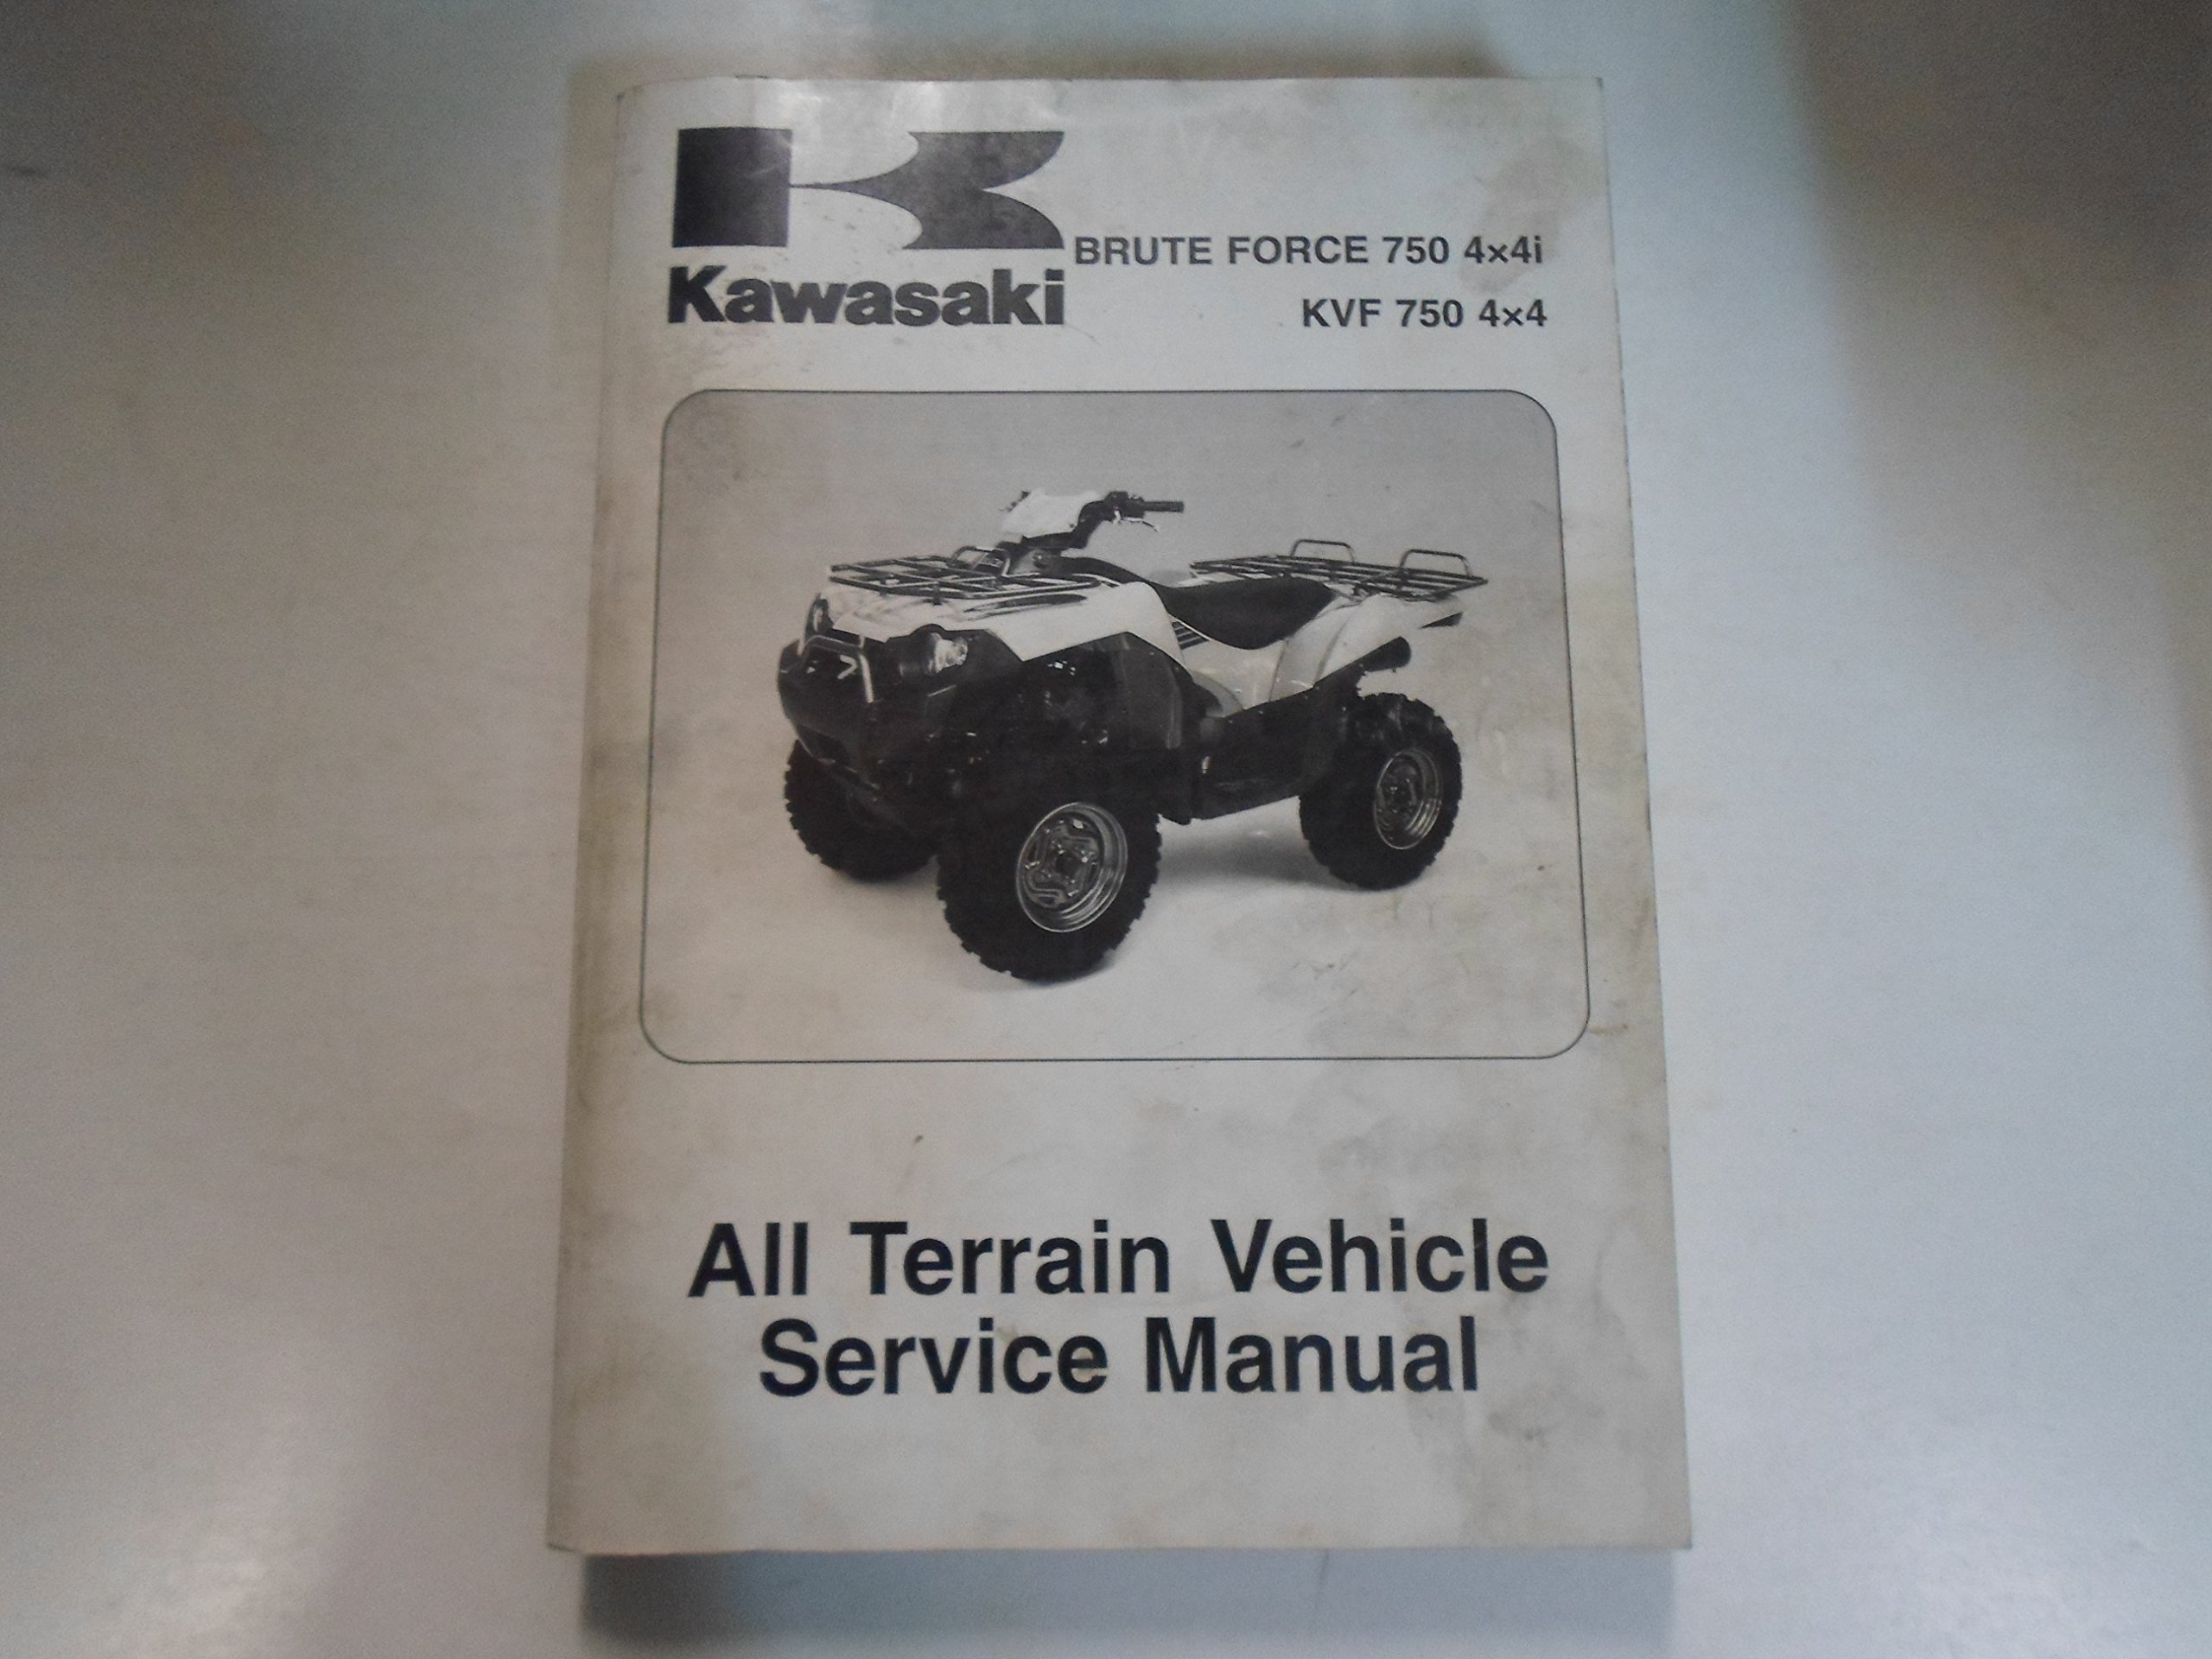 BRUTE FORCE 750 4×4i
Kawasaki
KVF 750 4×4
All Terrain Vehicle
Service Manual